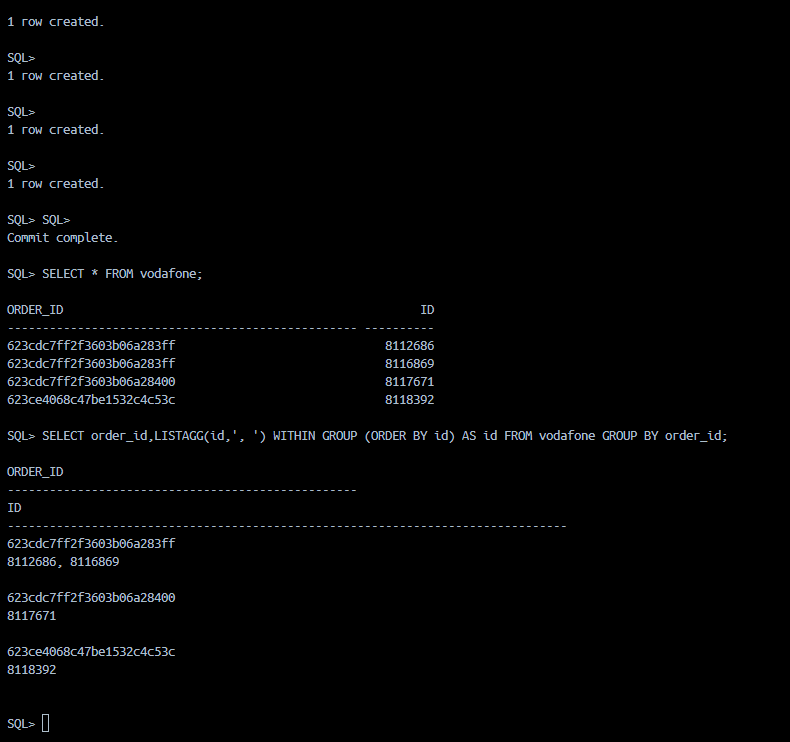 1 row created.
SQL>
1 row created.
SQL>
1 row created.
SQL>
1 row created.
SQL> SQL>
Commit complete.
SQL> SELECT * FROM vodafone;
ORDER_ID                                                   ID
-------------------------------------------------- ----------
623cdc7ff2f3603b06a283ff                              8112686
623cdc7ff2f3603b06a283ff                              8116869
623cdc7ff2f3603b06a28400                              8117671
623ce4068c47be1532c4c53c                              8118392
SQL> SELECT order_id,LISTAGG(id,', ') WITHIN GROUP (ORDER BY id) AS id FROM vodafone GROUP BY order_id;
ORDER_ID
--------------------------------------------------
ID
--------------------------------------------------------------------------------
623cdc7ff2f3603b06a283ff
8112686, 8116869
623cdc7ff2f3603b06a28400
8117671
623ce4068c47be1532c4c53c
8118392
SQL>